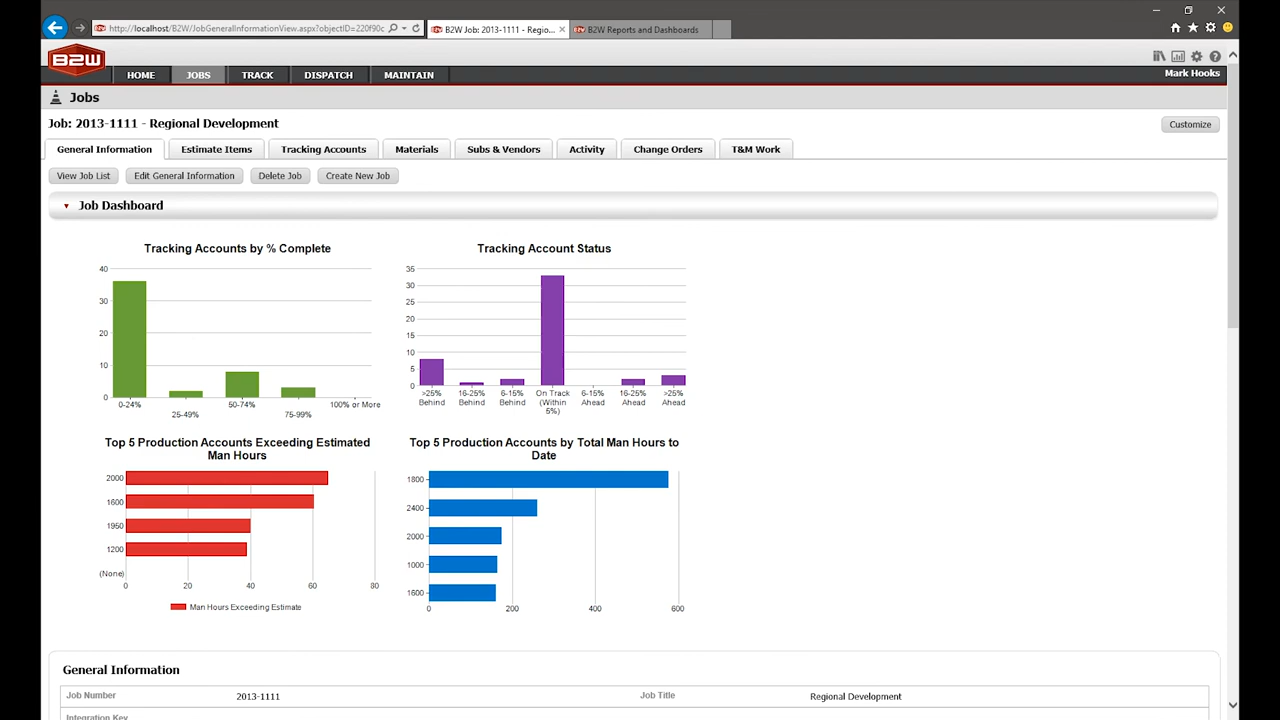 http://localhost/B2W/JobGeneralInformationView.aspx?objectID=220f90c
B2W Job: 2013-1111 - Regio...
B2W Reports and Dashboards
B2W
HOME
JOBS
TRACK
DISPATCH
MAINTAIN
Mark Hooks
Jobs
Job: 2013-1111 - Regional Development
Customize
General Information
Estimate Items
Tracking Accounts
Materials
Subs & Vendors
Activity
Change Orders
T&M Work
View Job List
Edit General Information
Delete Job
Create New Job
Job Dashboard
Tracking Accounts by % Complete
40
30
20
10
0
0-24%
25-49%
50-74%
75-99%
100% or More
Tracking Account Status
35
30
25
20
15
10
5
0
>25%
Behind
16-25%
Behind
6-15%
Behind
On Track
(Within
5%)
6-15%
Ahead
16-25%
Ahead
>25%
Ahead
Top 5 Production Accounts Exceeding Estimated
Man Hours
2000
1600
1950
1200
(None)
0
20
40
60
80
Man Hours Exceeding Estimate
Top 5 Production Accounts by Total Man Hours to
Date
1800
2400
2000
1000
1600
0
200
400
600
General Information
Job Number
2013-1111
Job Title
Regional Development
Integration Key